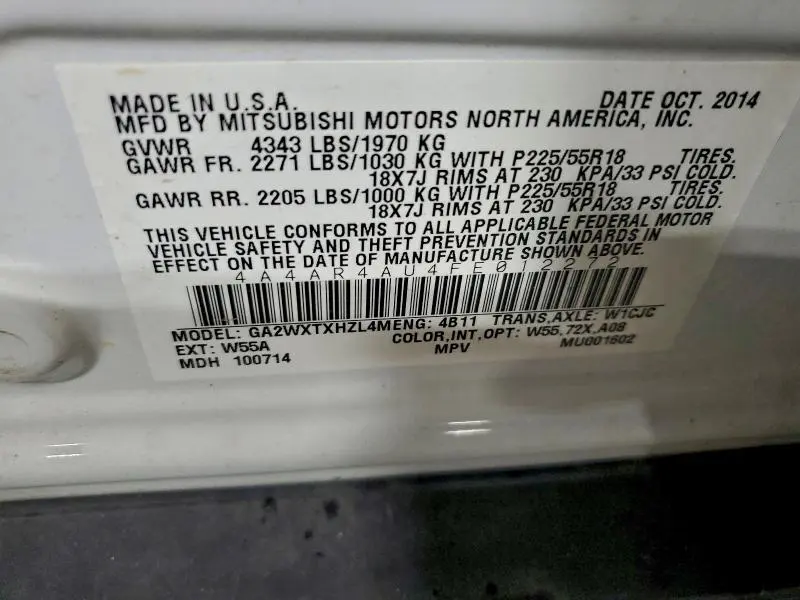 MADE IN U.S.A. DATE OCT. 2014
MFD BY MITSUBISHI MOTORS NORTH AMERICA, INC.
GVWR 4343 LBS/1970 KG
GAWR FR. 2271 LBS/1030 KG WITH P225/55R18 TIRES.
18X7J RIMS AT 230 KPA/33 PSI COLD.
GAWR RR. 2205 LBS/1000 KG WITH P225/55R18 TIRES.
18X7J RIMS AT 230 KPA/33 PSI COLD.
THIS VEHICLE CONFORMS TO ALL APPLICABLE FEDERAL MOTOR
VEHICLE SAFETY AND THEFT PREVENTION STANDARDS IN
EFFECT ON THE DATE OF MANUFACTURE SHOWN ABOVE.
4A4AR4AU4FE012272
MODEL: GA2WXTXHZL4MENG: 4B11 TRANS,AXLE: W1CJC
EXT: W55A COLOR,INT,OPT: W55,72X,A08
MDH 100714 MPV MU001602